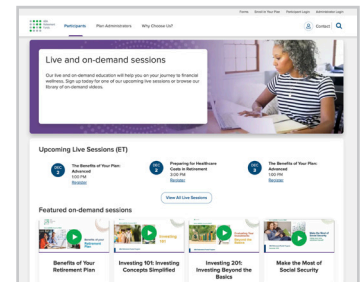 Home Enroll in Your Plan Participant Login Administrator Login
Participants Plan Administrators Why Choose Us? Contact
Live and on-demand sessions
Our live and on-demand education will help you on your journey to financial
wellness. Sign up today for one of our upcoming live sessions or browse our
library of on-demand videos.
Upcoming Live Sessions (ET)
DEC
2
The Benefits of Your Plan:
Advanced
1:00 PM
Register
DEC
2
Preparing for Healthcare
Costs in Retirement
3:00 PM
Register
DEC
3
The Benefits of Your Plan:
Advanced
1:00 PM
Register
View All Live Sessions
Featured on-demand sessions
Benefits of Your
Retirement Plan
Investing 101: Investing
Concepts Simplified
Investing 201:
Investing Beyond the
Basics
Make the Most of
Social Security